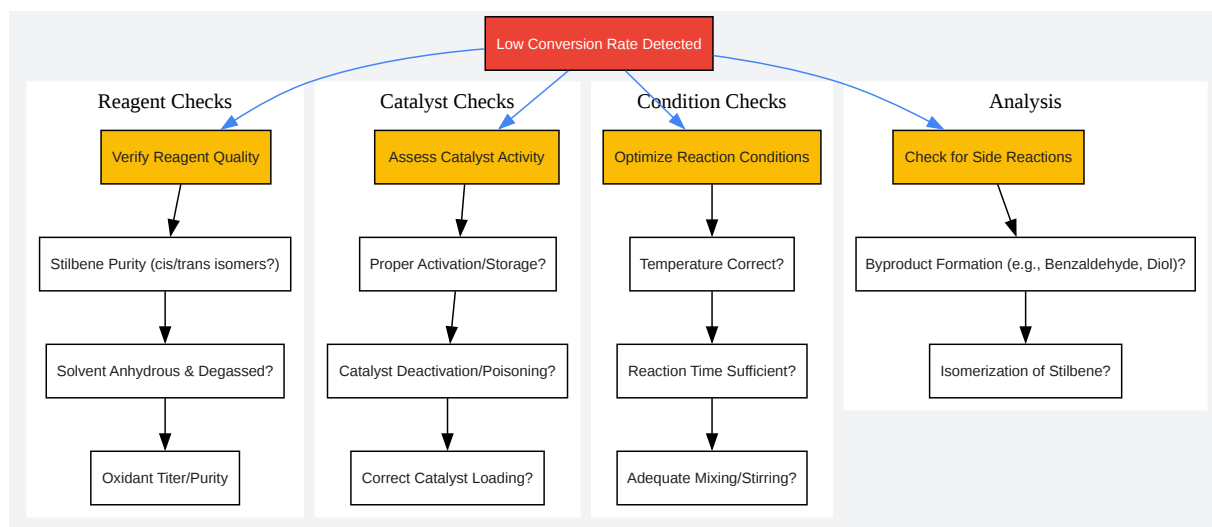 Low Conversion Rate Detected
Reagent Checks
Verify Reagent Quality
Stilbene Purity (cis/trans isomers?)
Solvent Anhydrous & Degassed?
Oxidant Titer/Purity
Catalyst Checks
Assess Catalyst Activity
Proper Activation/Storage?
Catalyst Deactivation/Poisoning?
Correct Catalyst Loading?
Condition Checks
Optimize Reaction Conditions
Temperature Correct?
Reaction Time Sufficient?
Adequate Mixing/Stirring?
Analysis
Check for Side Reactions
Byproduct Formation (e.g., Benzaldehyde, Diol)?
Isomerization of Stilbene?